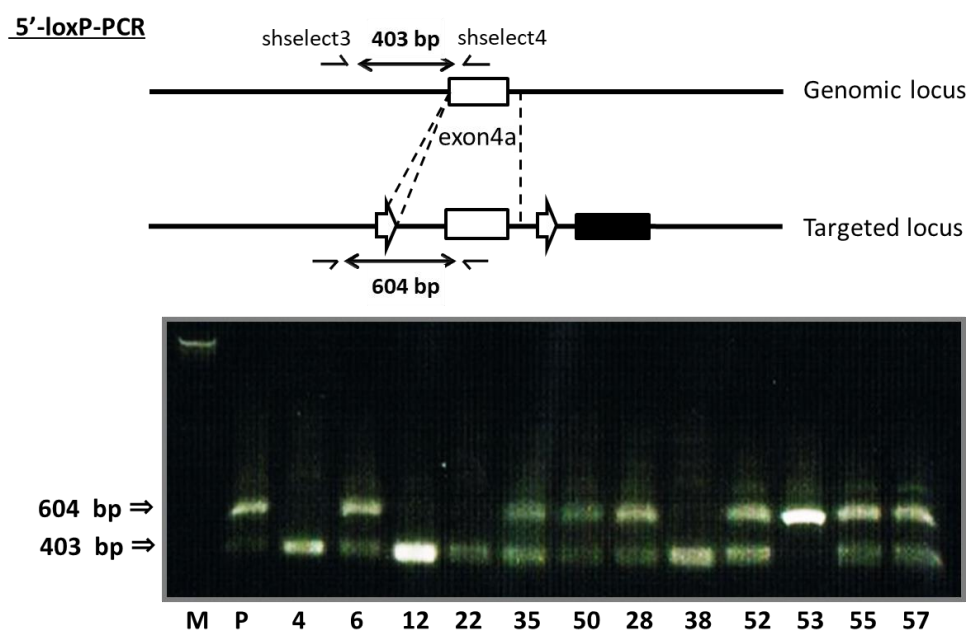 5'-loxP-PCR
shselect3 403 bp shselect4
Genomic locus
exon4a
Targeted locus
604 bp
604 bp ⇒
403 bp ⇒
M P 4 6 12 22 35 50 28 38 52 53 55 57